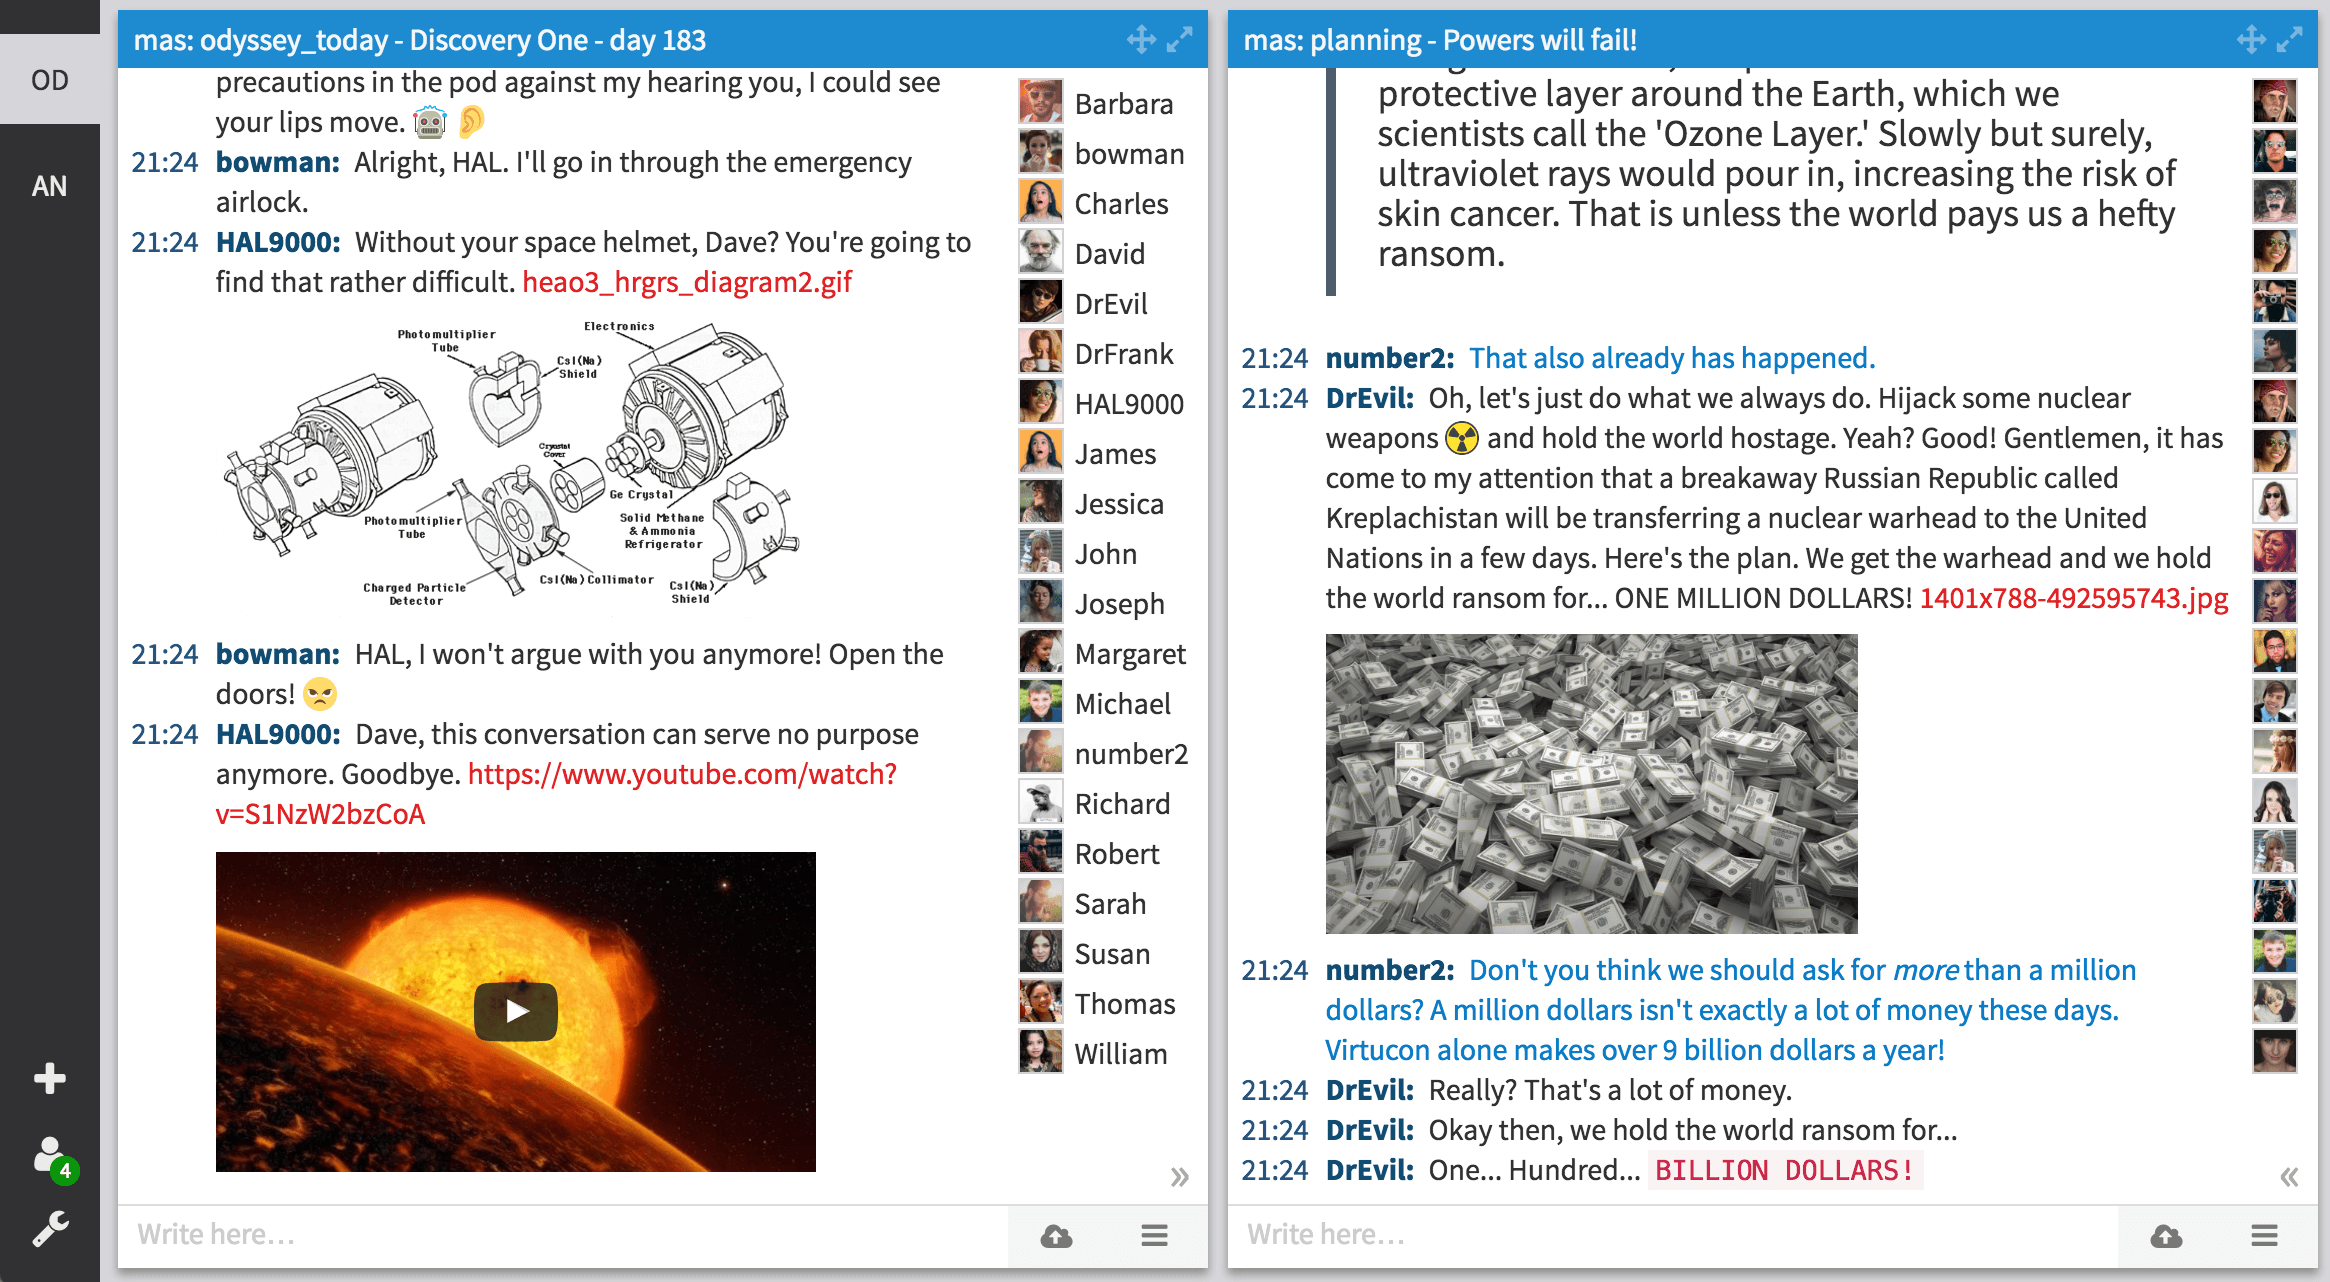 OD
AN
4
mas: odyssey_today - Discovery One - day 183
precautions in the pod against my hearing you, I could see
your lips move.
21:24 bowman: Alright, HAL. I'll go in through the emergency
airlock.
21:24 HAL9000: Without your space helmet, Dave? You're going to
find that rather difficult. heao3_hrgrs_diagram2.gif
Photomultiplier
Tube
Electronics
CsI(Na)
Shield
Cryostat
Cover
Ge Crystal
Photomultiplier
Tube
Solid Methane
& Ammonia
Refrigerator
Charged Particle
Detector
CsI(Na) Collimator
CsI(Na)
Shield
21:24 bowman: HAL, I won't argue with you anymore! Open the
doors!
21:24 HAL9000: Dave, this conversation can serve no purpose
anymore. Goodbye. https://www.youtube.com/watch?
v=S1NzW2bzCoA
Barbara
bowman
Charles
David
DrEvil
DrFrank
HAL9000
James
Jessica
John
Joseph
Margaret
Michael
number2
Richard
Robert
Sarah
Susan
Thomas
William
»
Write here...
mas: planning - Powers will fail!
protective layer around the Earth, which we
scientists call the 'Ozone Layer.' Slowly but surely,
ultraviolet rays would pour in, increasing the risk of
skin cancer. That is unless the world pays us a hefty
ransom.
21:24 number2: That also already has happened.
21:24 DrEvil: Oh, let's just do what we always do. Hijack some nuclear
weapons and hold the world hostage. Yeah? Good! Gentlemen, it has
come to my attention that a breakaway Russian Republic called
Kreplachistan will be transferring a nuclear warhead to the United
Nations in a few days. Here's the plan. We get the warhead and we hold
the world ransom for... ONE MILLION DOLLARS! 1401x788-492595743.jpg
21:24 number2: Don't you think we should ask for more than a million
dollars? A million dollars isn't exactly a lot of money these days.
Virtucon alone makes over 9 billion dollars a year!
21:24 DrEvil: Really? That's a lot of money.
21:24 DrEvil: Okay then, we hold the world ransom for...
21:24 DrEvil: One... Hundred... BILLION DOLLARS!
«
Write here...